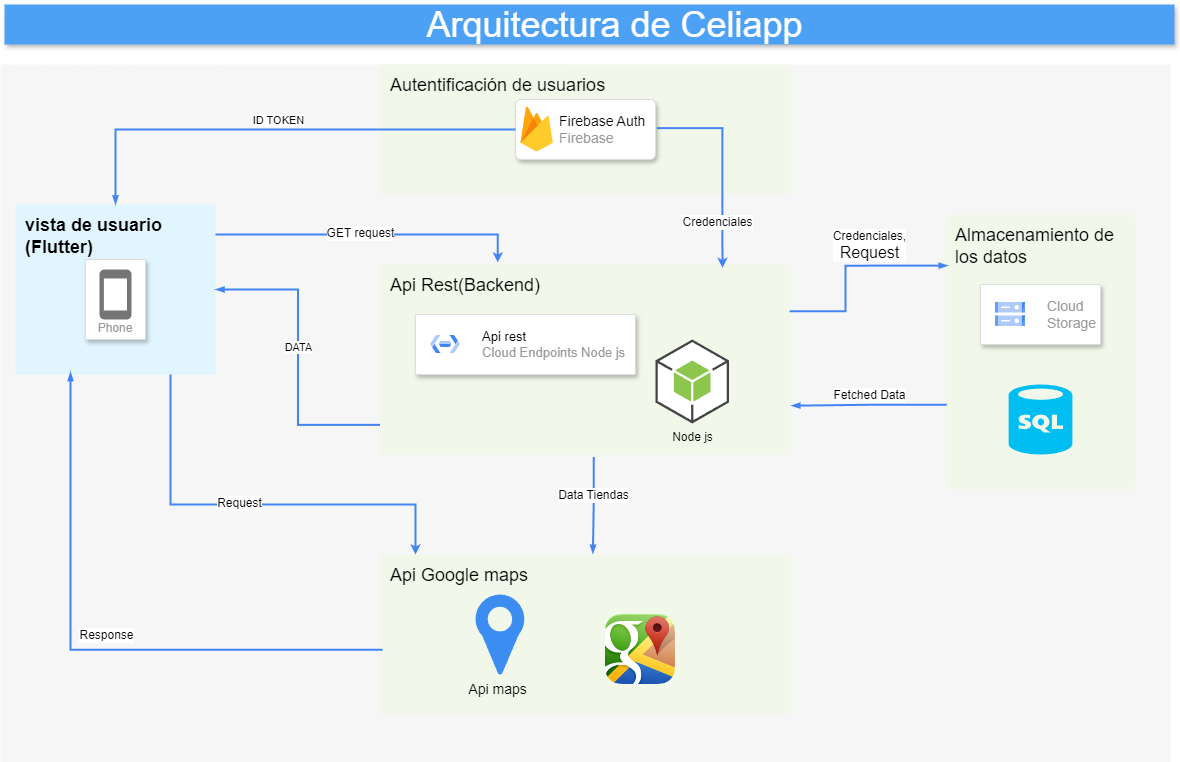 Arquitectura de Celiapp
Autentificación de usuarios
Firebase Auth
Firebase
ID TOKEN
vista de usuario
(Flutter)
Phone
GET request
Credenciales
Credenciales,
Request
Almacenamiento de
los datos
Cloud
Storage
Api Rest(Backend)
Api rest
Cloud Endpoints Node js
Node js
DATA
Fetched Data
SQL
Request
Data Tiendas
Api Google maps
Api maps
g
Response